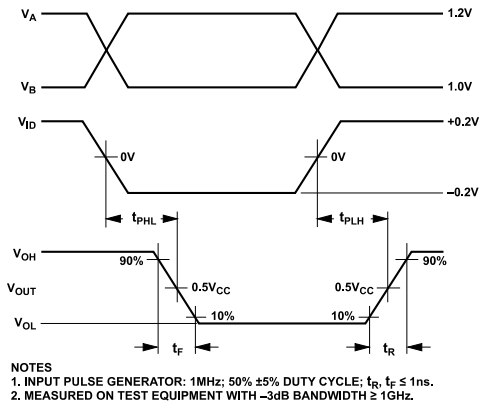 VA 1.2V
VB 1.0V
VID +0.2V
0V 0V
–0.2V
tPHL tPLH
VOH
90% 90%
VOUT 0.5VCC 0.5VCC
10% 10%
VOL
tF tR
NOTES
1. INPUT PULSE GENERATOR: 1MHz; 50% ±5% DUTY CYCLE; tR, tF ≤ 1ns.
2. MEASURED ON TEST EQUIPMENT WITH –3dB BANDWIDTH ≥ 1GHz.